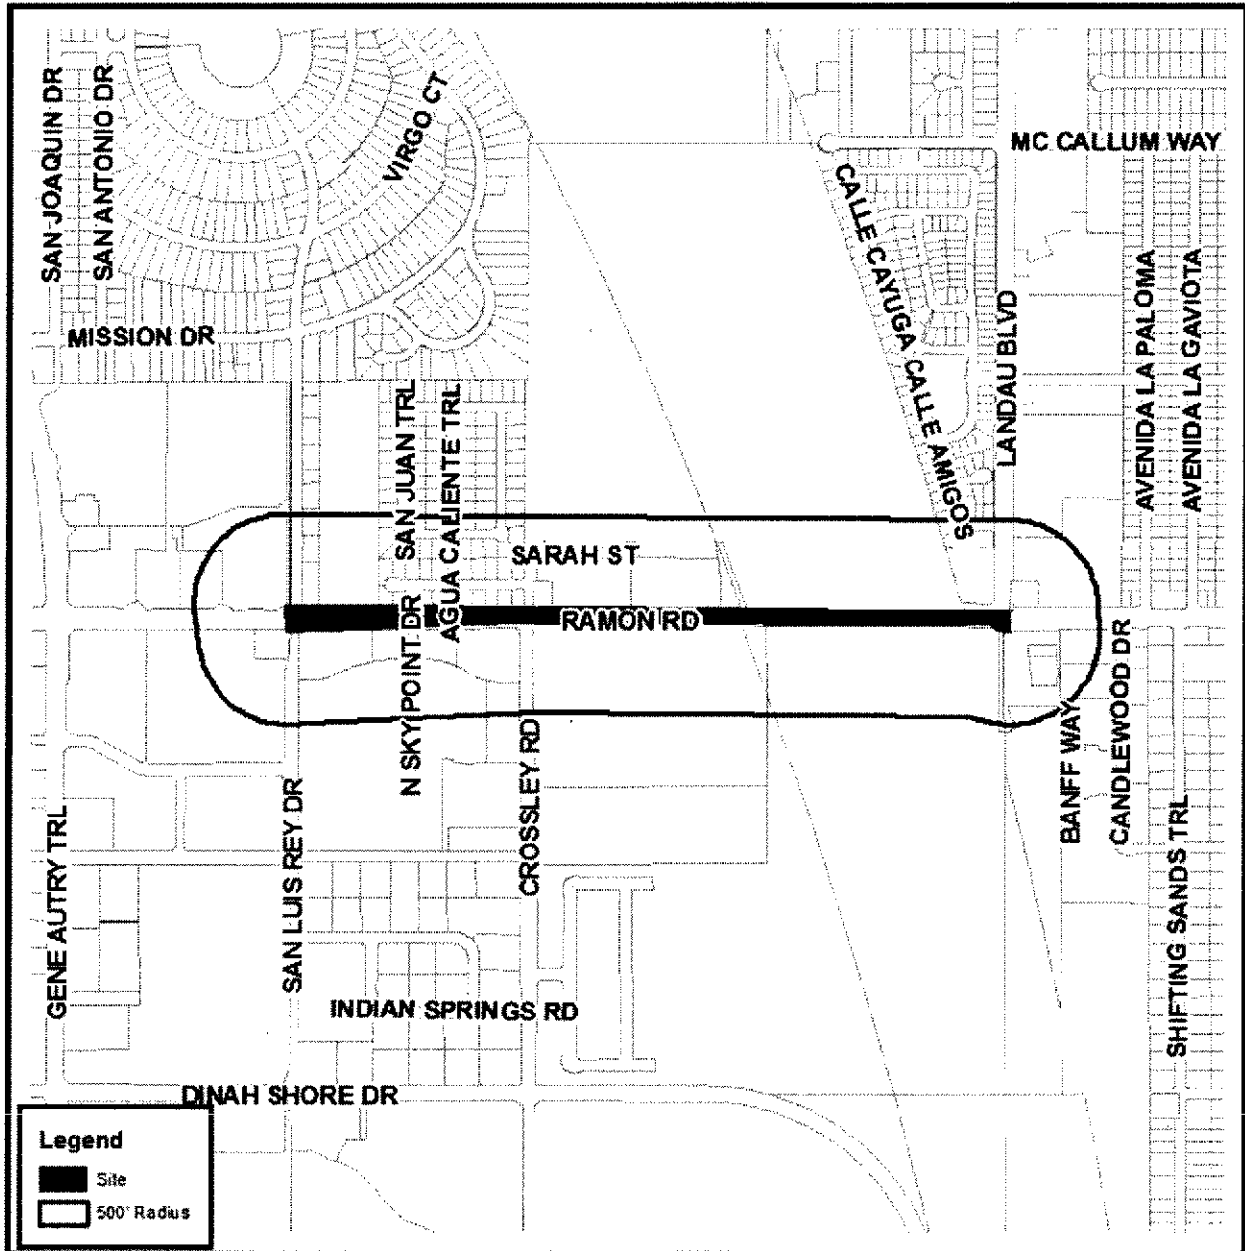 SAN JOAQUIN DR
SAN ANTONIO DR
VIRGO CT
MC CALLUM WAY
CALLE CAYUGA
CALLE AMIGOS
LANDAU BLVD
AVENIDA LA PALOMA
AVENIDA LA GAVIOTA
MISSION DR
SAN JUAN TRL
AGUA CALIENTE TRL
SARAH ST
RAMON RD
N SKY POINT DR
CROSSLEY RD
BANFF WAY
CANDLEWOOD DR
SHIFTING SANDS TRL
GENE AUTRY TRL
SAN LUIS REY DR
INDIAN SPRINGS RD
DINAH SHORE DR
Legend
Site
500' Radius